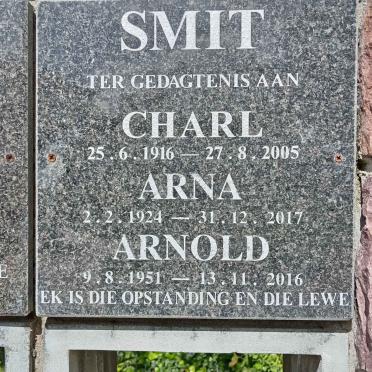 SMIT
TER GEDAGTENIS AAN
CHARL
25.6.1916 — 27.8.2005
ARNA
2.2.1924 — 31.12.2017
ARNOLD
9.8.1951 — 13.11.2016
EK IS DIE OPSTANDING EN DIE LEWE